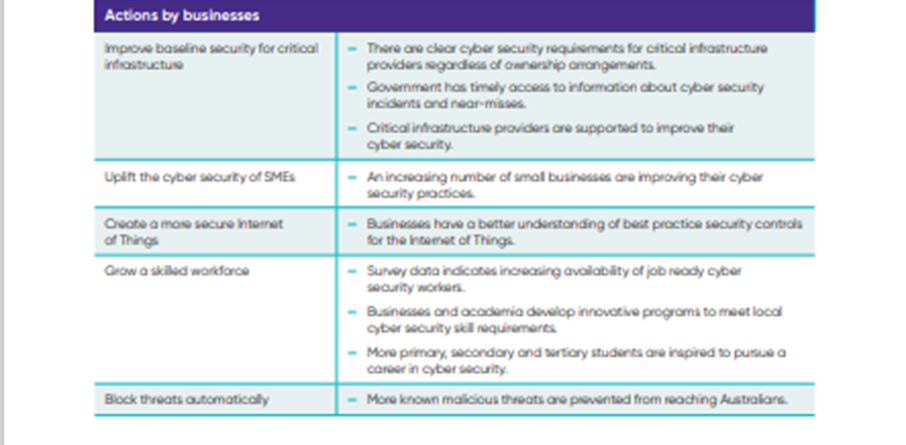 Actions by businesses
Improve baseline security for critical
infrastructure
– There are clear cyber security requirements for critical infrastructure
providers regardless of ownership arrangements.
– Government has timely access to information about cyber security
incidents and near-misses.
– Critical infrastructure providers are supported to improve their
cyber security.
Uplift the cyber security of SMEs
– An increasing number of small businesses are improving their cyber
security practices.
Create a more secure Internet
of Things
– Businesses have a better understanding of best practice security controls
for the Internet of Things.
Grow a skilled workforce
– Survey data indicates increasing availability of job ready cyber
security workers.
– Businesses and academia develop innovative programs to meet local
cyber security skill requirements.
– More primary, secondary and tertiary students are inspired to pursue a
career in cyber security.
Block threats automatically
– More known malicious threats are prevented from reaching Australians.